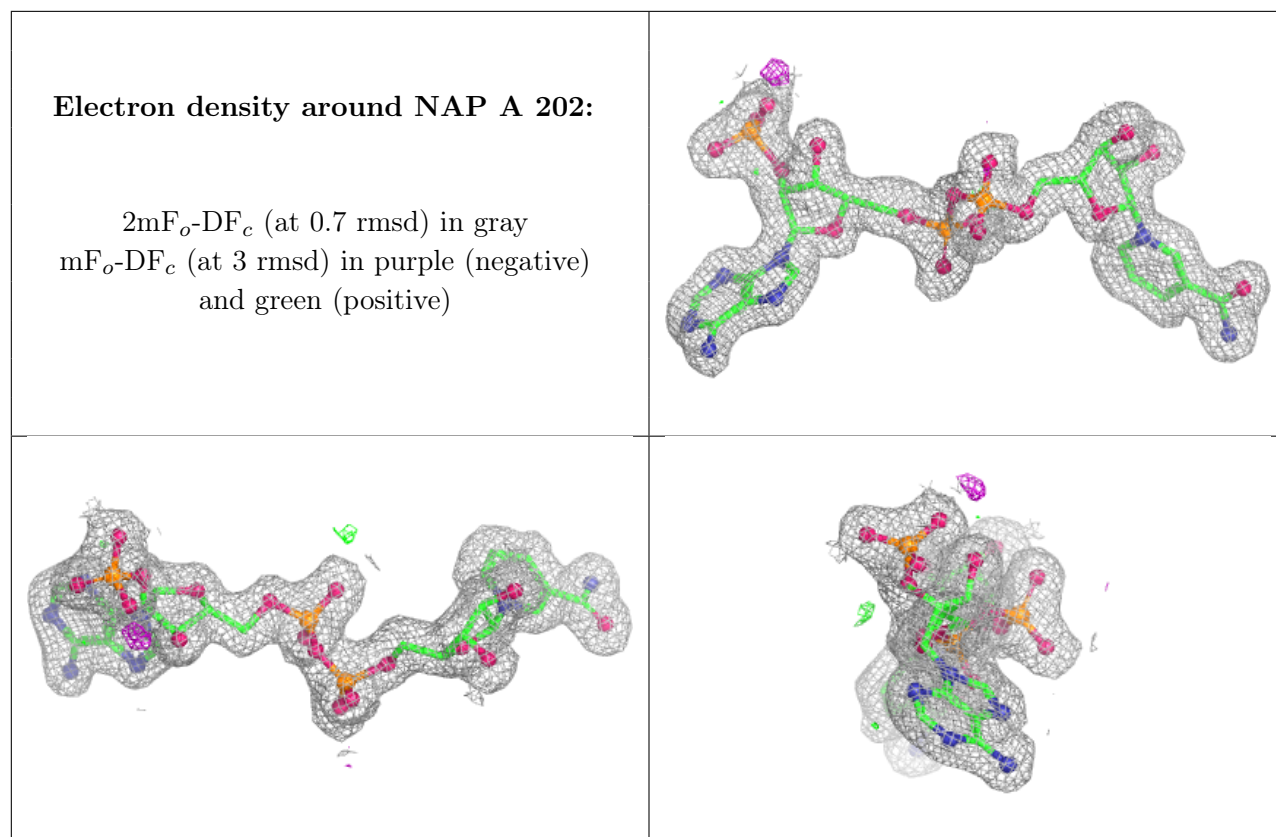 Electron density around NAP A 202:
2mFₒ-DF𝒸 (at 0.7 rmsd) in gray
mFₒ-DF𝒸 (at 3 rmsd) in purple (negative)
and green (positive)